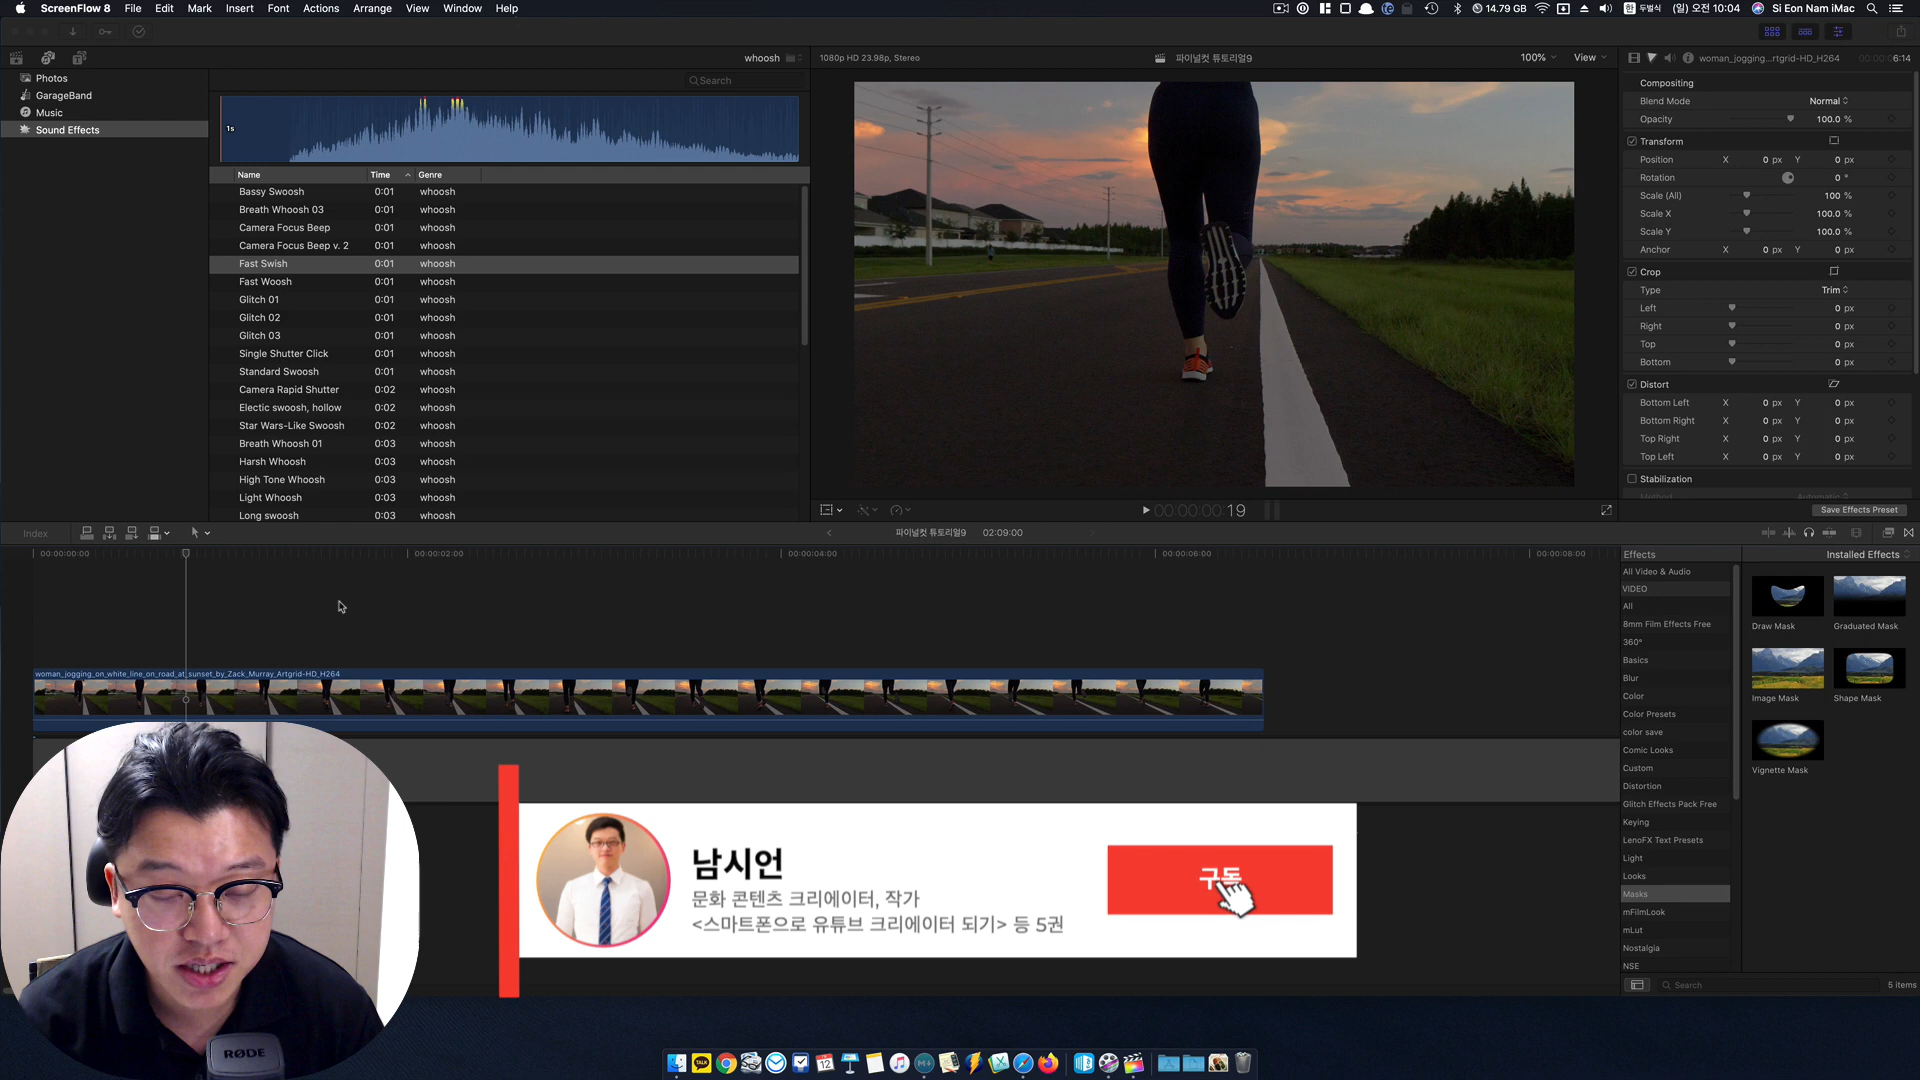 ScreenFlow 8 File Edit Mark Insert Font Actions Arrange View Window Help
14.79 GB 한 두벌식 (일) 오전 10:04 Si Eon Nam iMac
whoosh
1080p HD 23.98p, Stereo
파이널컷 튜토리얼9
100%
View
woman_jogging...rtgrid-HD_H264
6:14
Photos
GarageBand
Music
Sound Effects
Search
1s
Name Time Genre
Bassy Swoosh 0:01 whoosh
Breath Whoosh 03 0:01 whoosh
Camera Focus Beep 0:01 whoosh
Camera Focus Beep v. 2 0:01 whoosh
Fast Swish 0:01 whoosh
Fast Woosh 0:01 whoosh
Glitch 01 0:01 whoosh
Glitch 02 0:01 whoosh
Glitch 03 0:01 whoosh
Single Shutter Click 0:01 whoosh
Standard Swoosh 0:01 whoosh
Camera Rapid Shutter 0:02 whoosh
Electic swoosh, hollow 0:02 whoosh
Star Wars-Like Swoosh 0:02 whoosh
Breath Whoosh 01 0:03 whoosh
Harsh Whoosh 0:03 whoosh
High Tone Whoosh 0:03 whoosh
Light Whoosh 0:03 whoosh
Long swoosh 0:03 whoosh
Compositing
Blend Mode Normal
Opacity 100.0 %
Transform
Position X 0 px Y 0 px
Rotation 0 °
Scale (All) 100 %
Scale X 100.0 %
Scale Y 100.0 %
Anchor X 0 px Y 0 px
Crop
Type Trim
Left 0 px
Right 0 px
Top 0 px
Bottom 0 px
Distort
Bottom Left X 0 px Y 0 px
Bottom Right X 0 px Y 0 px
Top Right X 0 px Y 0 px
Top Left X 0 px Y 0 px
Stabilization
Method Automatic
Save Effects Preset
00:00:00:19
Index
파이널컷 튜토리얼9 02:09:00
00:00:00:00 00:00:02:00 00:00:04:00 00:00:06:00 00:00:08:00
woman_jogging_on_white_line_on_road_at_sunset_by_Zack_Murray_Artgrid-HD_H264
Effects
Installed Effects
All Video & Audio
VIDEO
All
8mm Film Effects Free
360°
Basics
Blur
Color
Color Presets
color save
Comic Looks
Custom
Distortion
Glitch Effects Pack Free
Keying
LenoFX Text Presets
Light
Looks
Masks
mFilmLook
mLut
Nostalgia
NSE
Draw Mask
Graduated Mask
Image Mask
Shape Mask
Vignette Mask
Search
5 items
남시언
문화 콘텐츠 크리에이터, 작가
<스마트폰으로 유튜브 크리에이터 되기> 등 5권
구독
RØDE
TALK
12